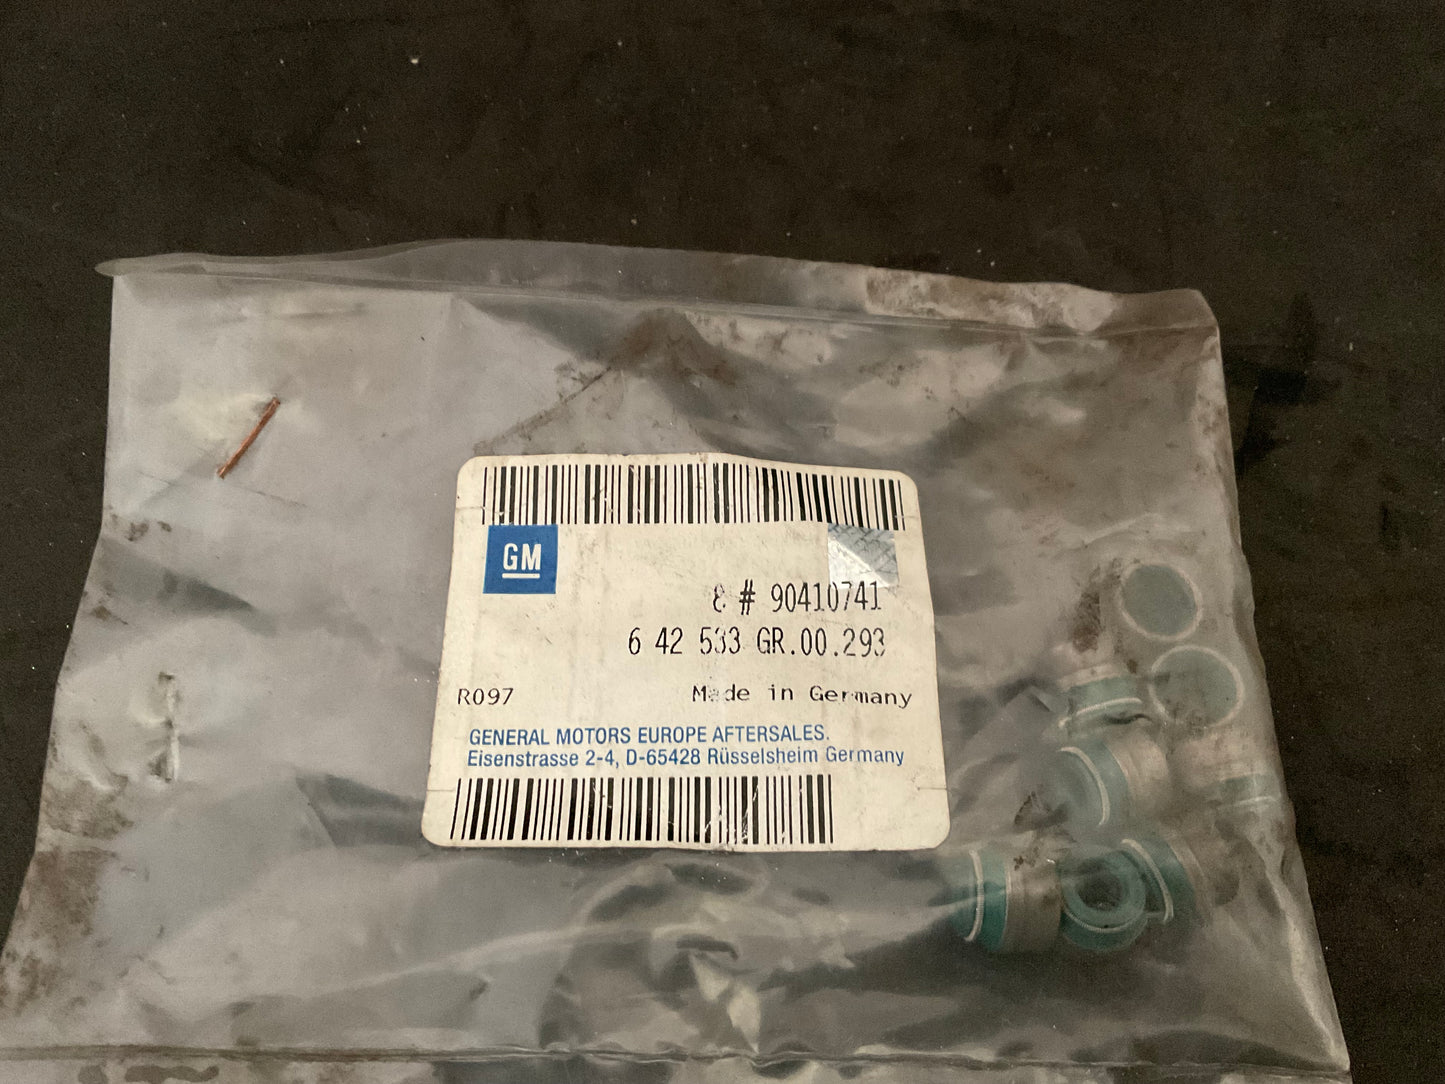 GM
8 # 90410741
6 42 533 GR.00.293
R097 Made in Germany
GENERAL MOTORS EUROPE AFTERSALES.
Eisenstrasse 2-4, D-65428 Rüsselsheim Germany